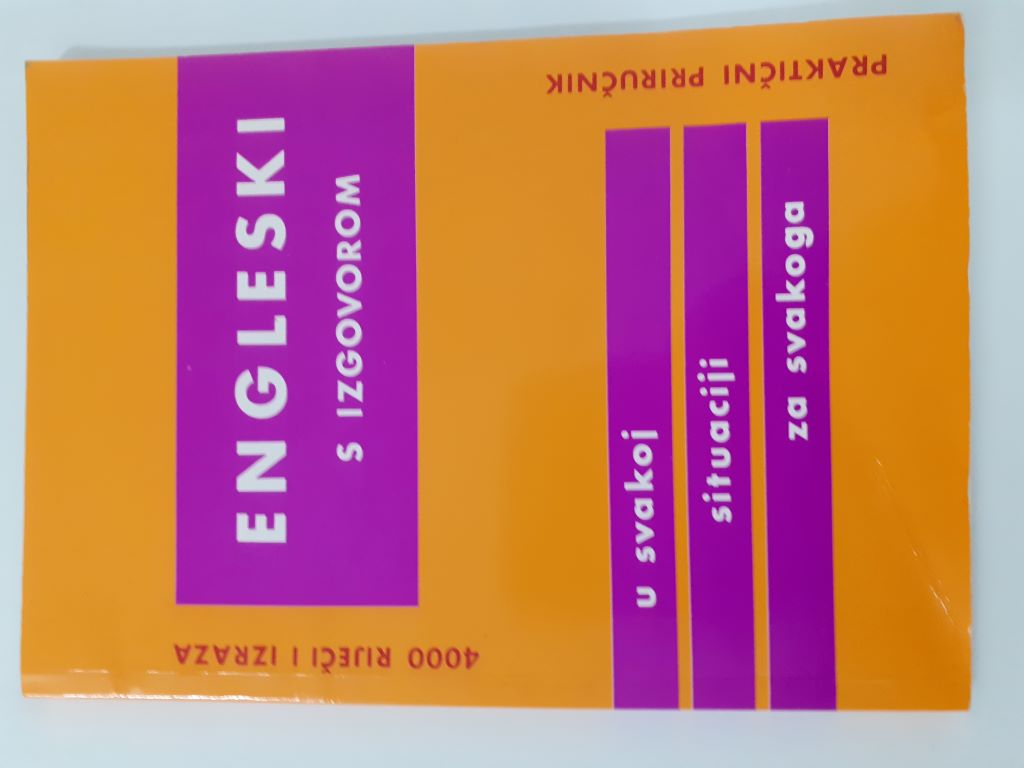 ENGLESKI
S IZGOVOROM
4000 RIJEČI I IZRAZA
u svakoj
situaciji
za svakoga
PRAKTIČNI PRIRUČNIK